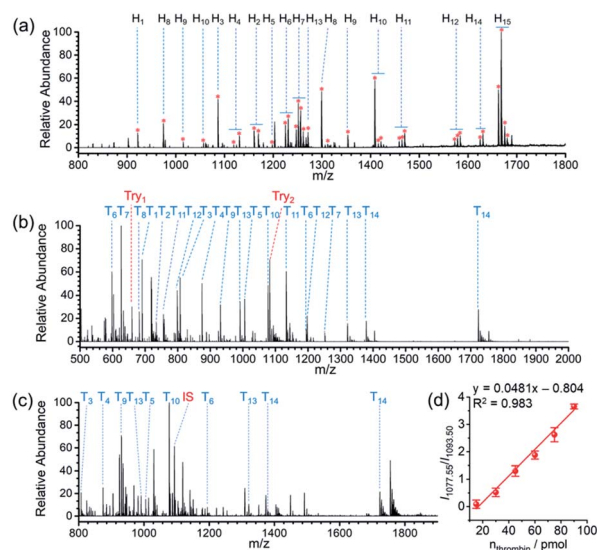 (a)
H1 H8 H9 H10 H3 H4 H2 H5 H6 H7 H13 H8 H9 H10 H11 H12 H14 H15
Relative Abundance
100
80
60
40
20
0
800 900 1000 1100 1200 1300 1400 1500 1600 1700 1800
m/z
(b)
Try1 Try2
T6 T7 T8 T1 T2 T11 T12 T3 T4 T9 T13 T5 T10 T11 T6 T12 T7 T13 T14 T14
Relative Abundance
100
80
60
40
20
0
500 600 700 800 900 1000 1100 1200 1300 1400 1500 1600 1700 1800 1900 2000
m/z
(c)
T3 T4 T9 T13 T5 T10 IS T6 T13 T14 T14
Relative Abundance
100
80
60
40
20
0
800 1000 1200 1400 1600 1800
m/z
(d)
y = 0.0481x – 0.804
R² = 0.983
I1077.55/I1093.50
4
3
2
1
0
20 40 60 80 100
nthrombin / pmol